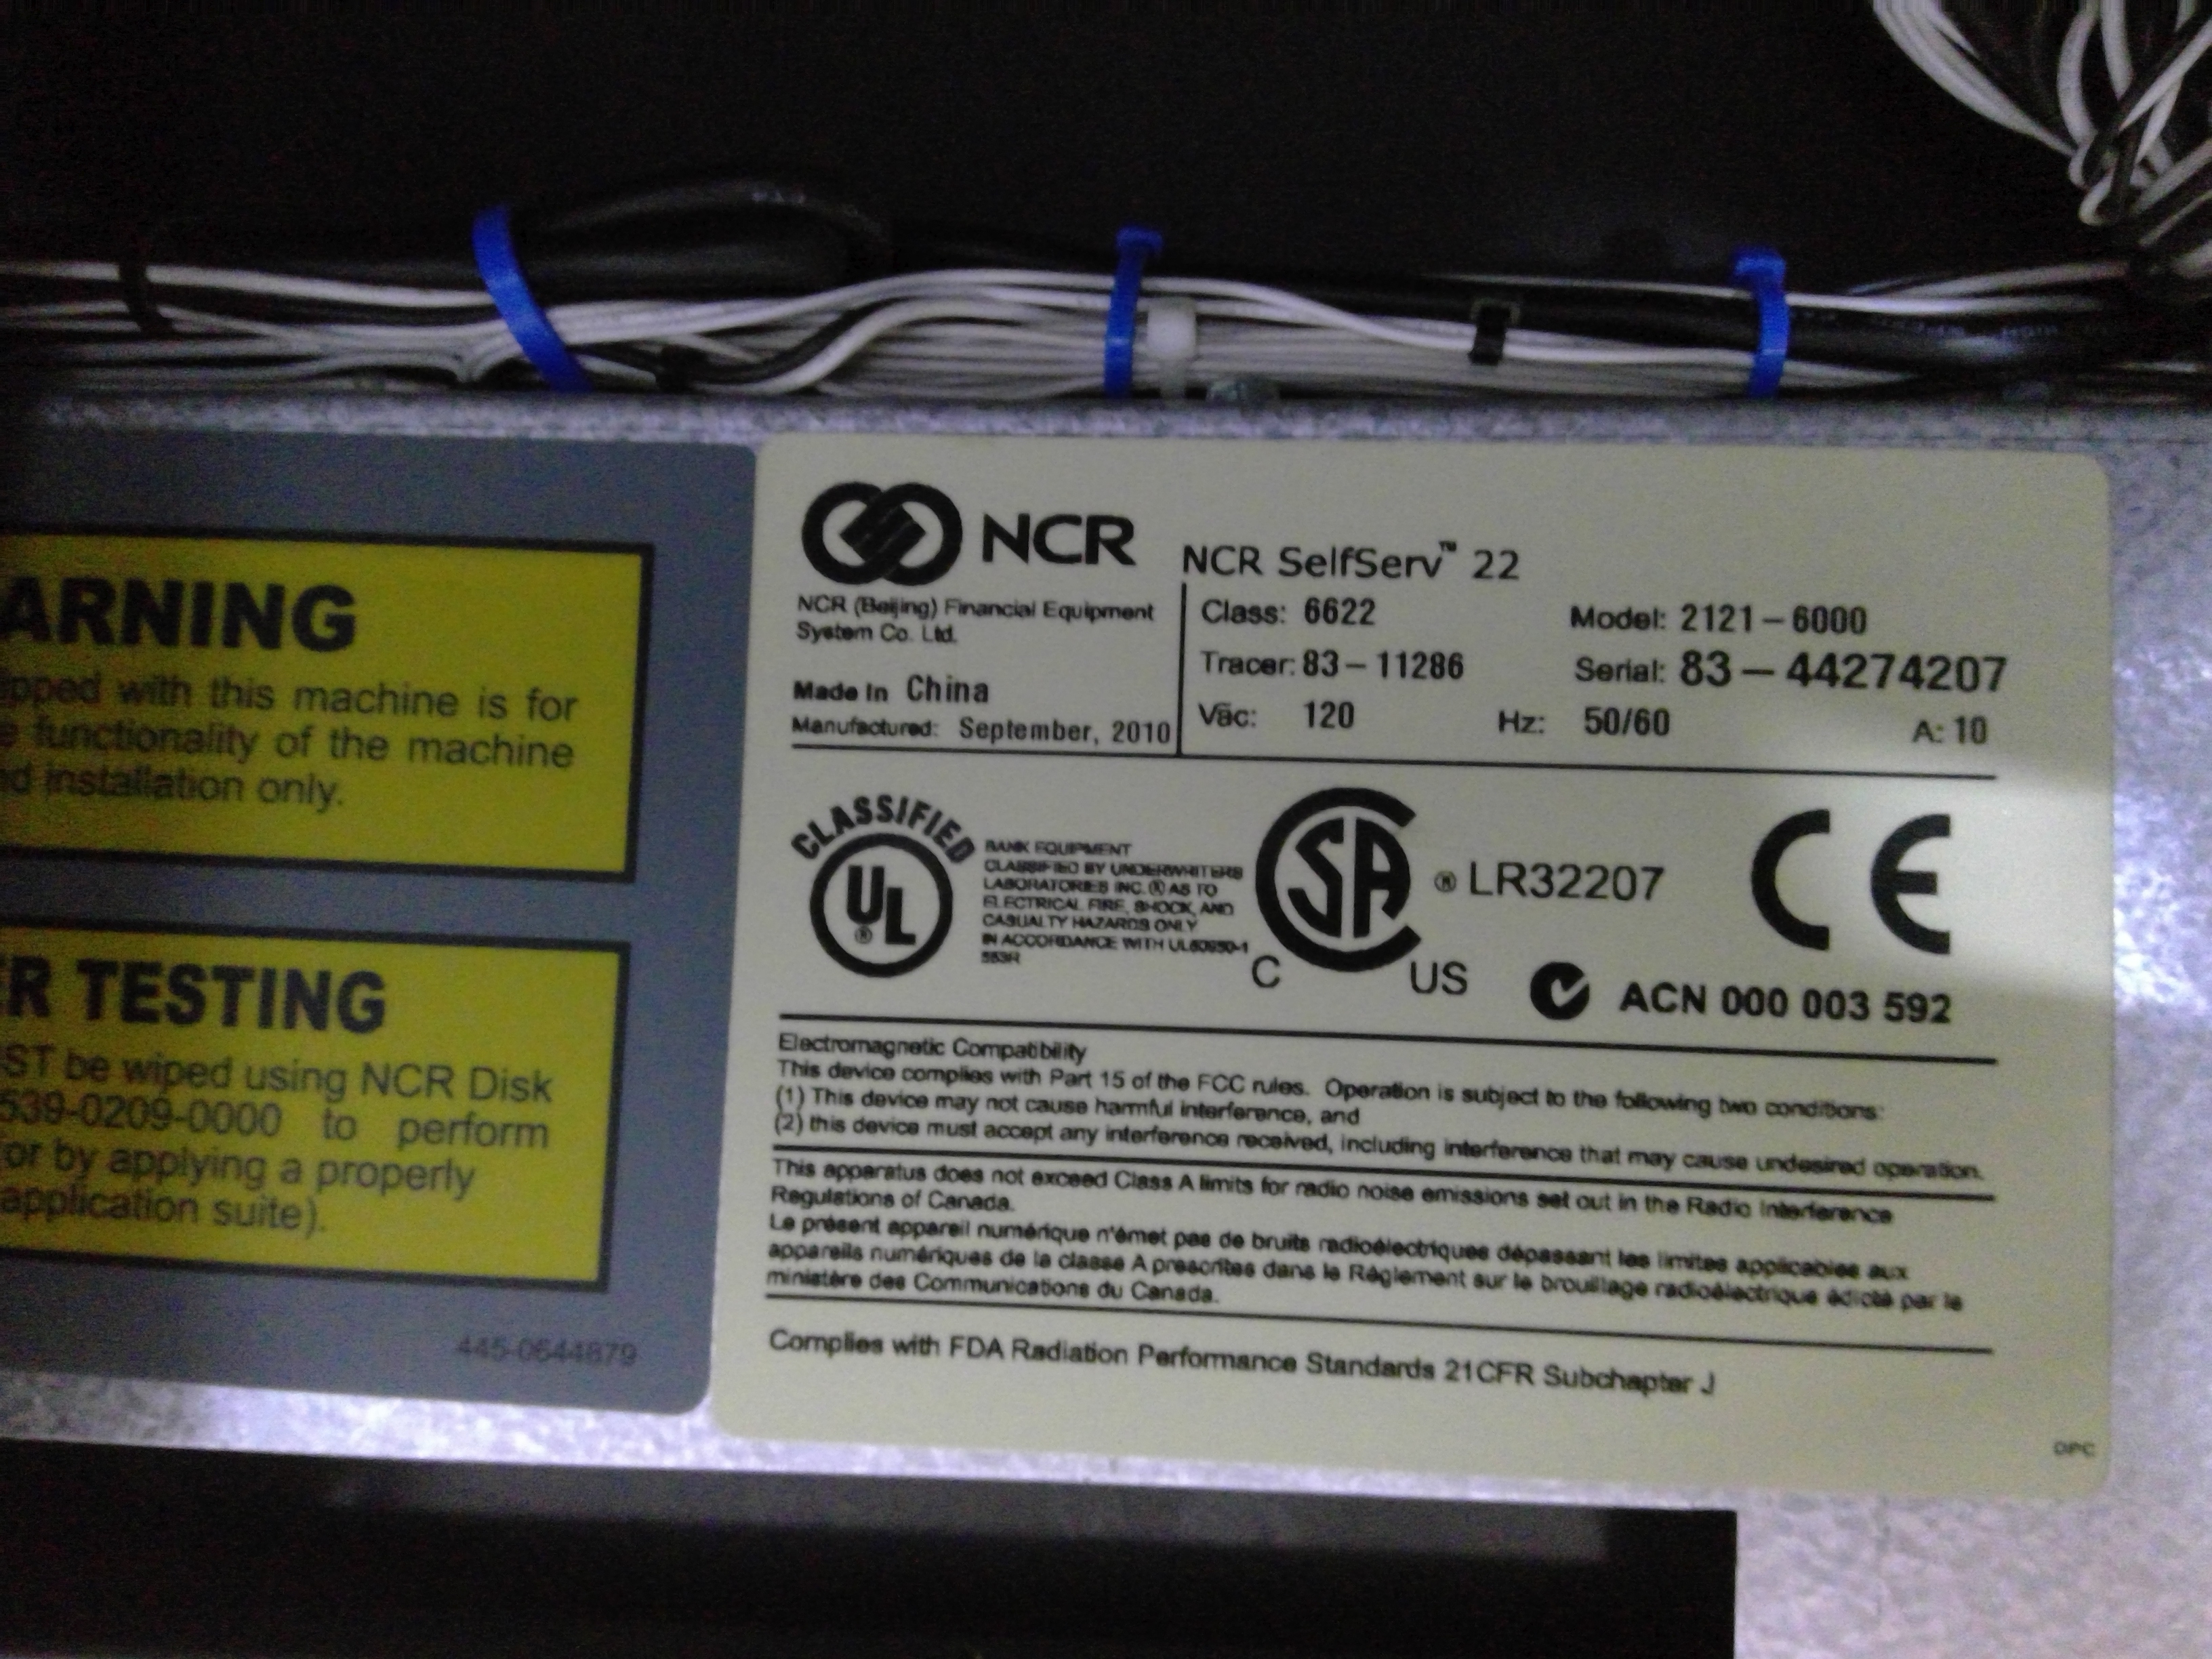 ARNING
ipped with this machine is for
e functionality of the machine
d installation only.
R TESTING
ST be wiped using NCR Disk
539-0209-0000 to perform
or by applying a properly
application suite).
445-0644879
NCR
NCR (Beijing) Financial Equipment
System Co. Ltd.
Made In China
Manufactured: September, 2010
NCR SelfServ™ 22
Class: 6622 Model: 2121-6000
Tracer: 83-11286 Serial: 83-44274207
Vac: 120 Hz: 50/60 A: 10
CLASSIFIED
UL ®
BANK EQUIPMENT
CLASSIFIED BY UNDERWRITERS
LABORATORIES INC.® AS TO
ELECTRICAL FIRE, SHOCK, AND
CASUALTY HAZARDS ONLY
IN ACCORDANCE WITH UL60950-1
553R
C SA US
® LR32207
CE
ACN 000 003 592
Electromagnetic Compatibility
This device complies with Part 15 of the FCC rules. Operation is subject to the following two conditions:
(1) This device may not cause harmful interference, and
(2) this device must accept any interference received, including interference that may cause undesired operation.
This apparatus does not exceed Class A limits for radio noise emissions set out in the Radio Interference
Regulations of Canada.
Le présent appareil numérique n'émet pas de bruits radioélectriques dépassant les limites applicables aux
appareils numériques de la classe A prescrites dans le Réglement sur le brouillage radioélectrique édicté par le
ministère des Communications du Canada.
Complies with FDA Radiation Performance Standards 21CFR Subchapter J
DPC